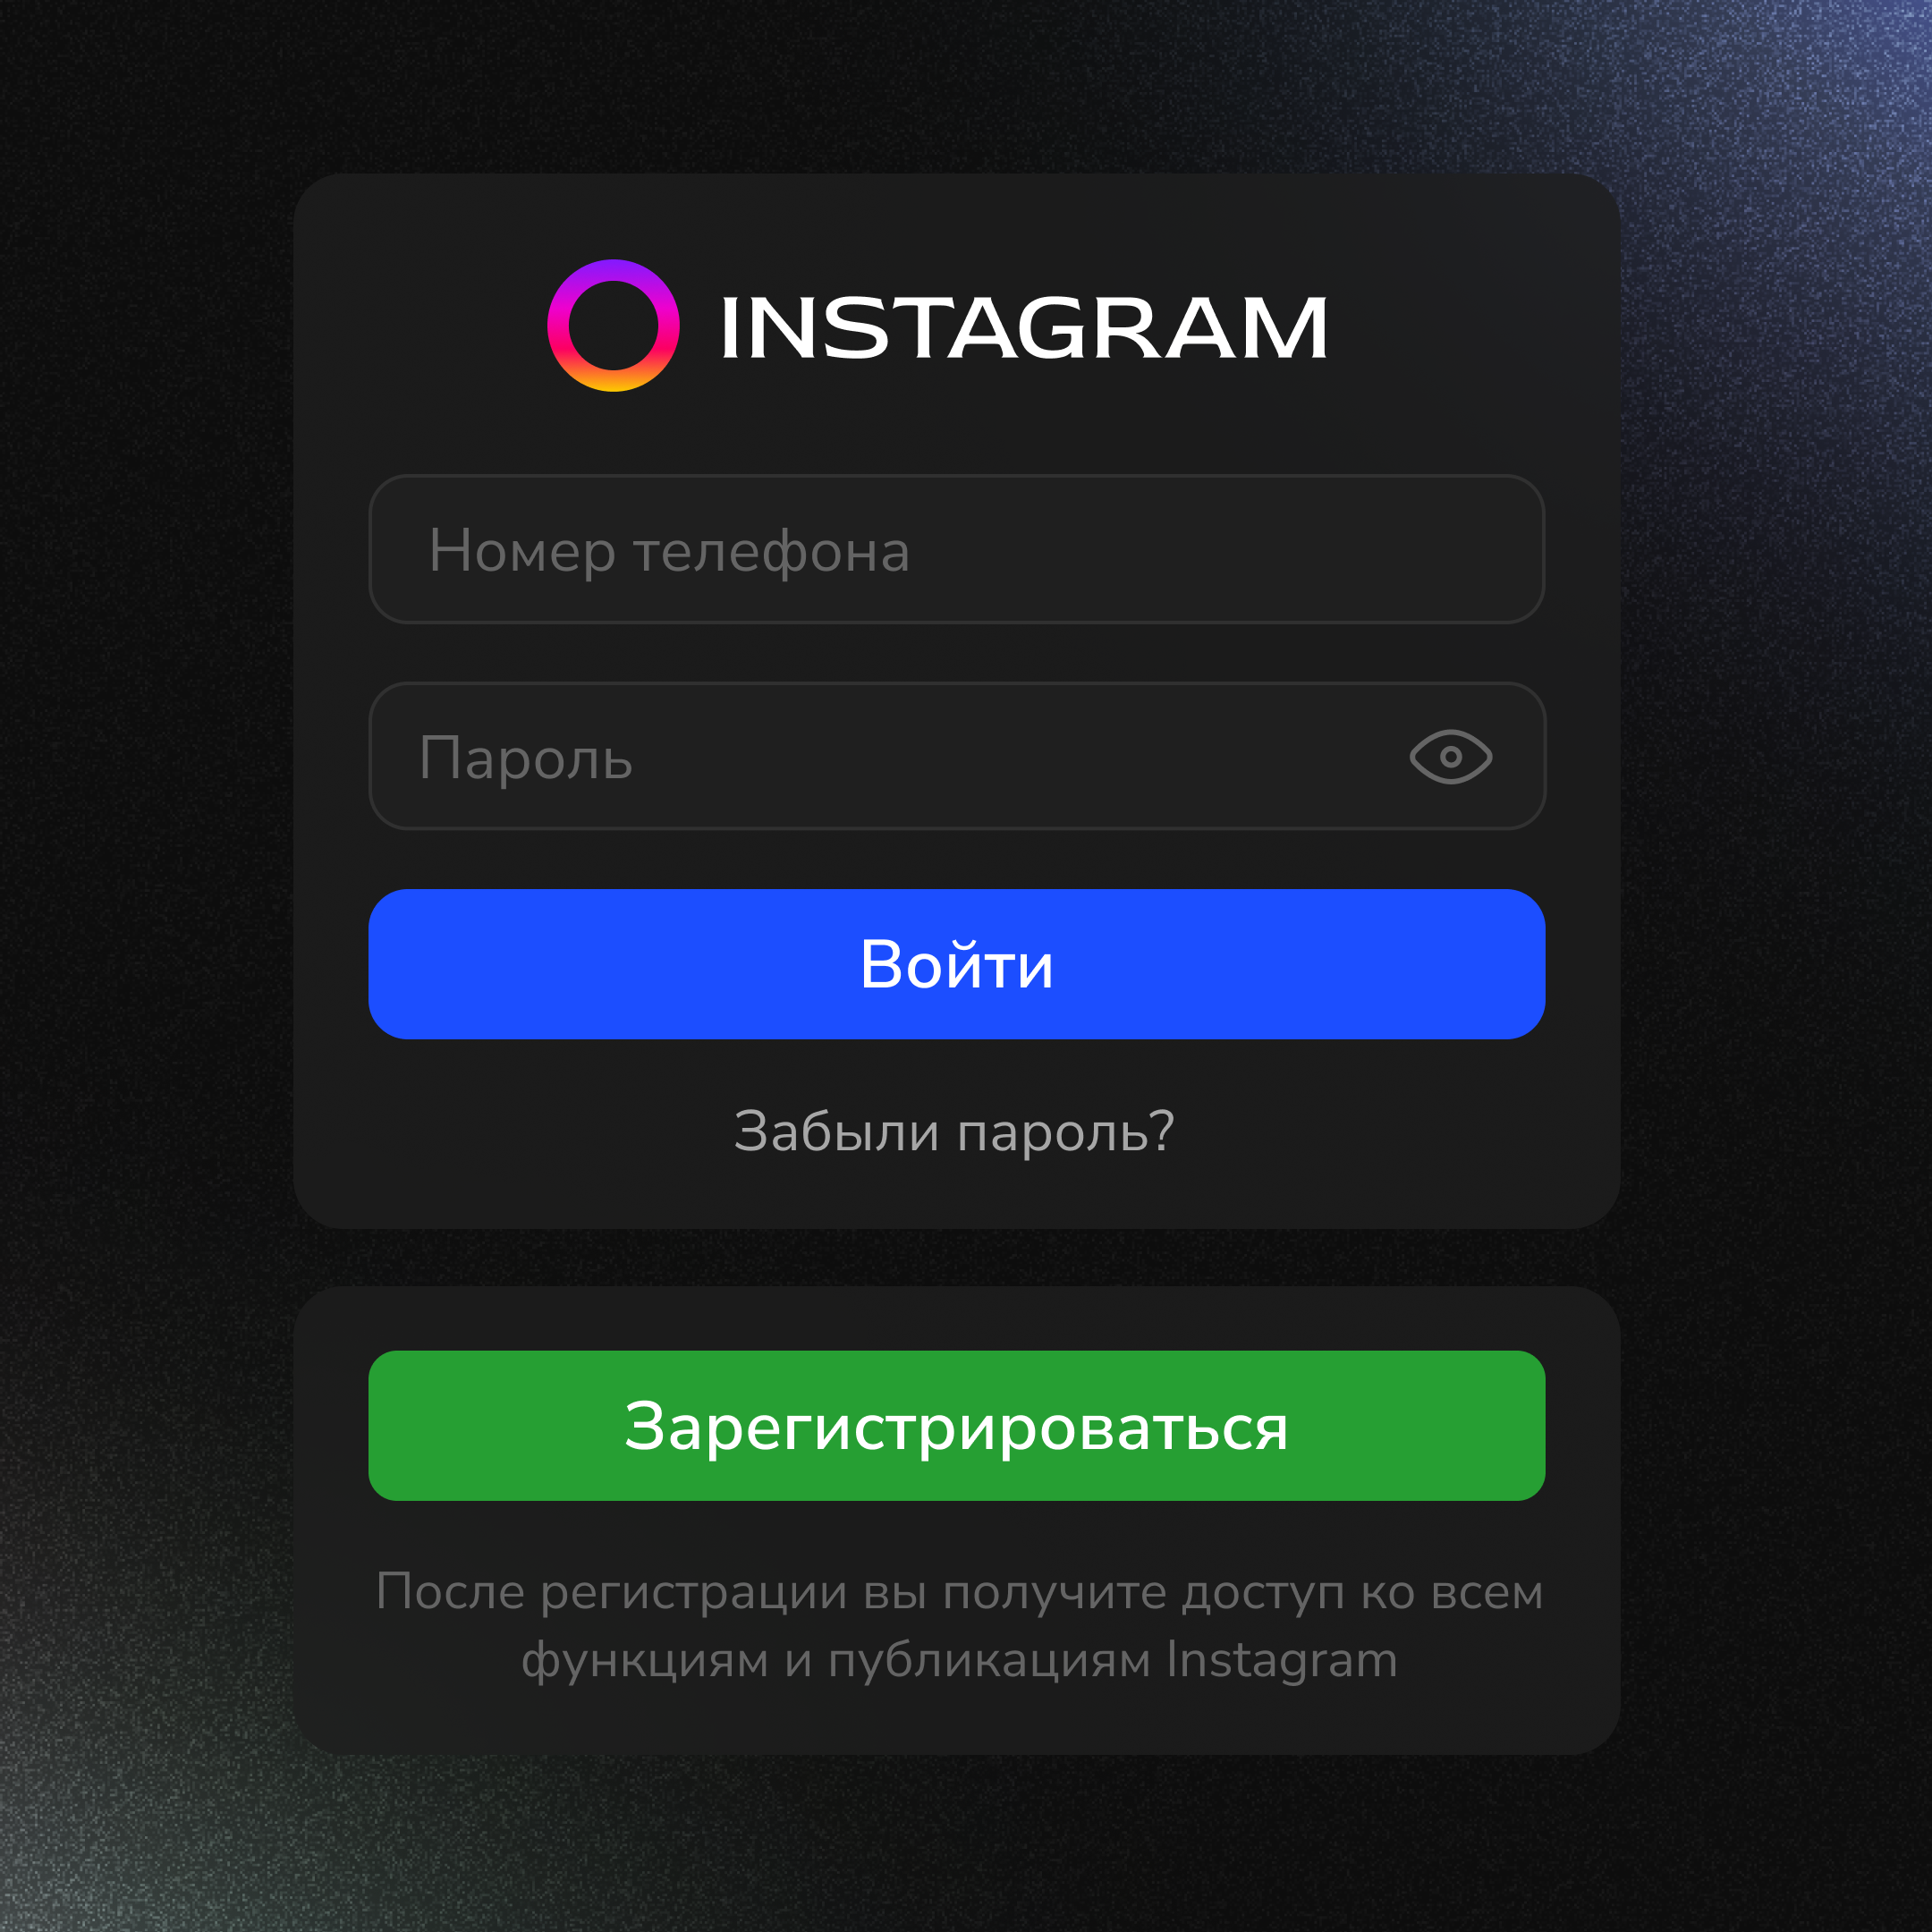 INSTAGRAM
Номер телефона
Пароль
Войти
Забыли пароль?
Зарегистрироваться
После регистрации вы получите доступ ко всем
функциям и публикациям Instagram